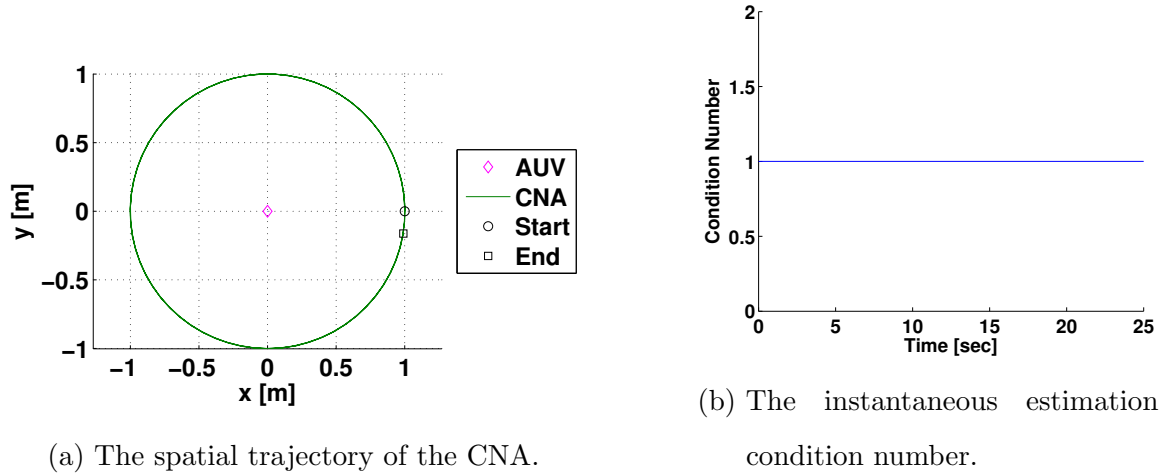 1
0.5
0
−0.5
−1
y [m]
−1 −0.5 0 0.5 1
x [m]
AUV
CNA
Start
End
(a) The spatial trajectory of the CNA.
2
1.5
1
0.5
0
Condition Number
0 5 10 15 20 25
Time [sec]
(b) The instantaneous estimation
condition number.